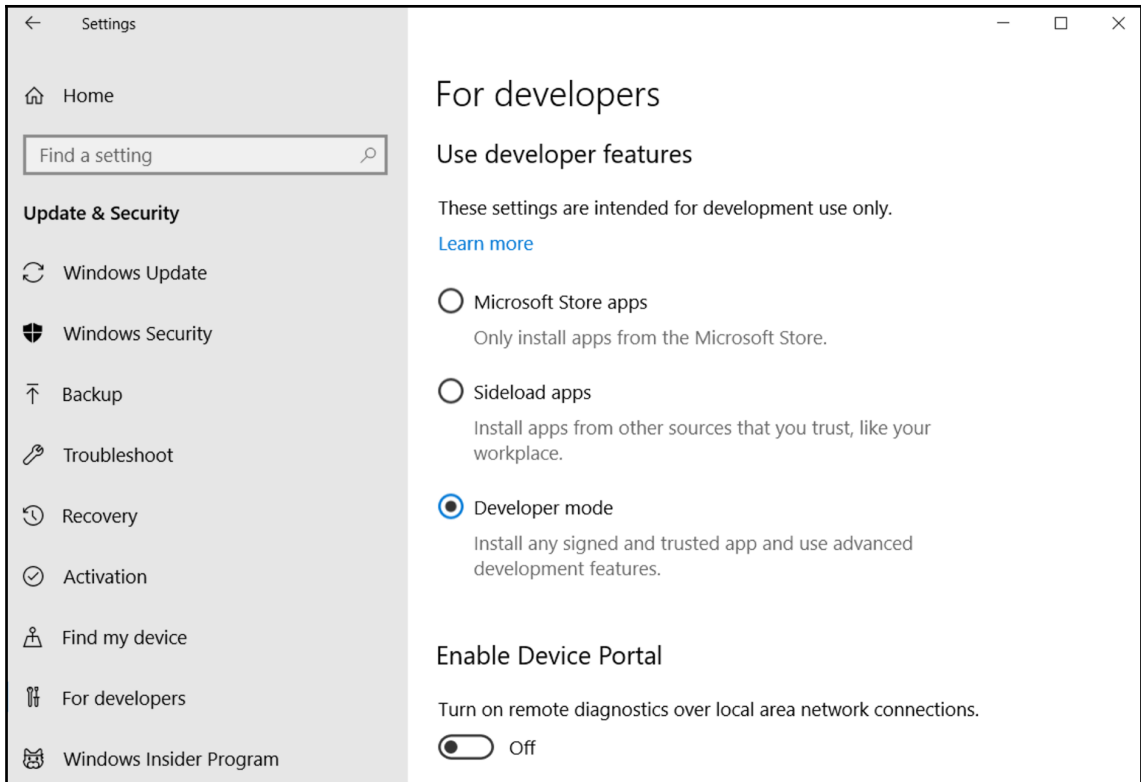 Settings
Home
Find a setting
Update & Security
Windows Update
Windows Security
Backup
Troubleshoot
Recovery
Activation
Find my device
For developers
Windows Insider Program
For developers
Use developer features
These settings are intended for development use only.
Learn more
Microsoft Store apps
Only install apps from the Microsoft Store.
Sideload apps
Install apps from other sources that you trust, like your
workplace.
Developer mode
Install any signed and trusted app and use advanced
development features.
Enable Device Portal
Turn on remote diagnostics over local area network connections.
Off